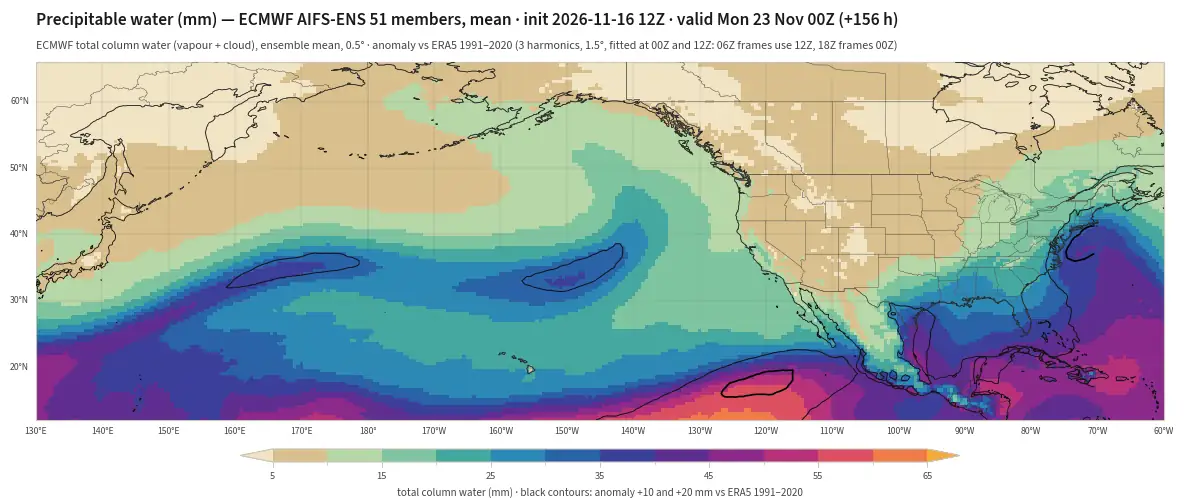 Precipitable water (mm) — ECMWF AIFS-ENS 51 members, mean · init 2026-11-16 12Z · valid Mon 23 Nov 00Z (+156 h)
ECMWF total column water (vapour + cloud), ensemble mean, 0.5° · anomaly vs ERA5 1991–2020 (3 harmonics, 1.5°, fitted at 00Z and 12Z: 06Z frames use 12Z, 18Z frames 00Z)
60°N
50°N
40°N
30°N
20°N
130°E 140°E 150°E 160°E 170°E 180° 170°W 160°W 150°W 140°W 130°W 120°W 110°W 100°W 90°W 80°W 70°W 60°W
5 15 25 35 45 55 65
total column water (mm) · black contours: anomaly +10 and +20 mm vs ERA5 1991–2020